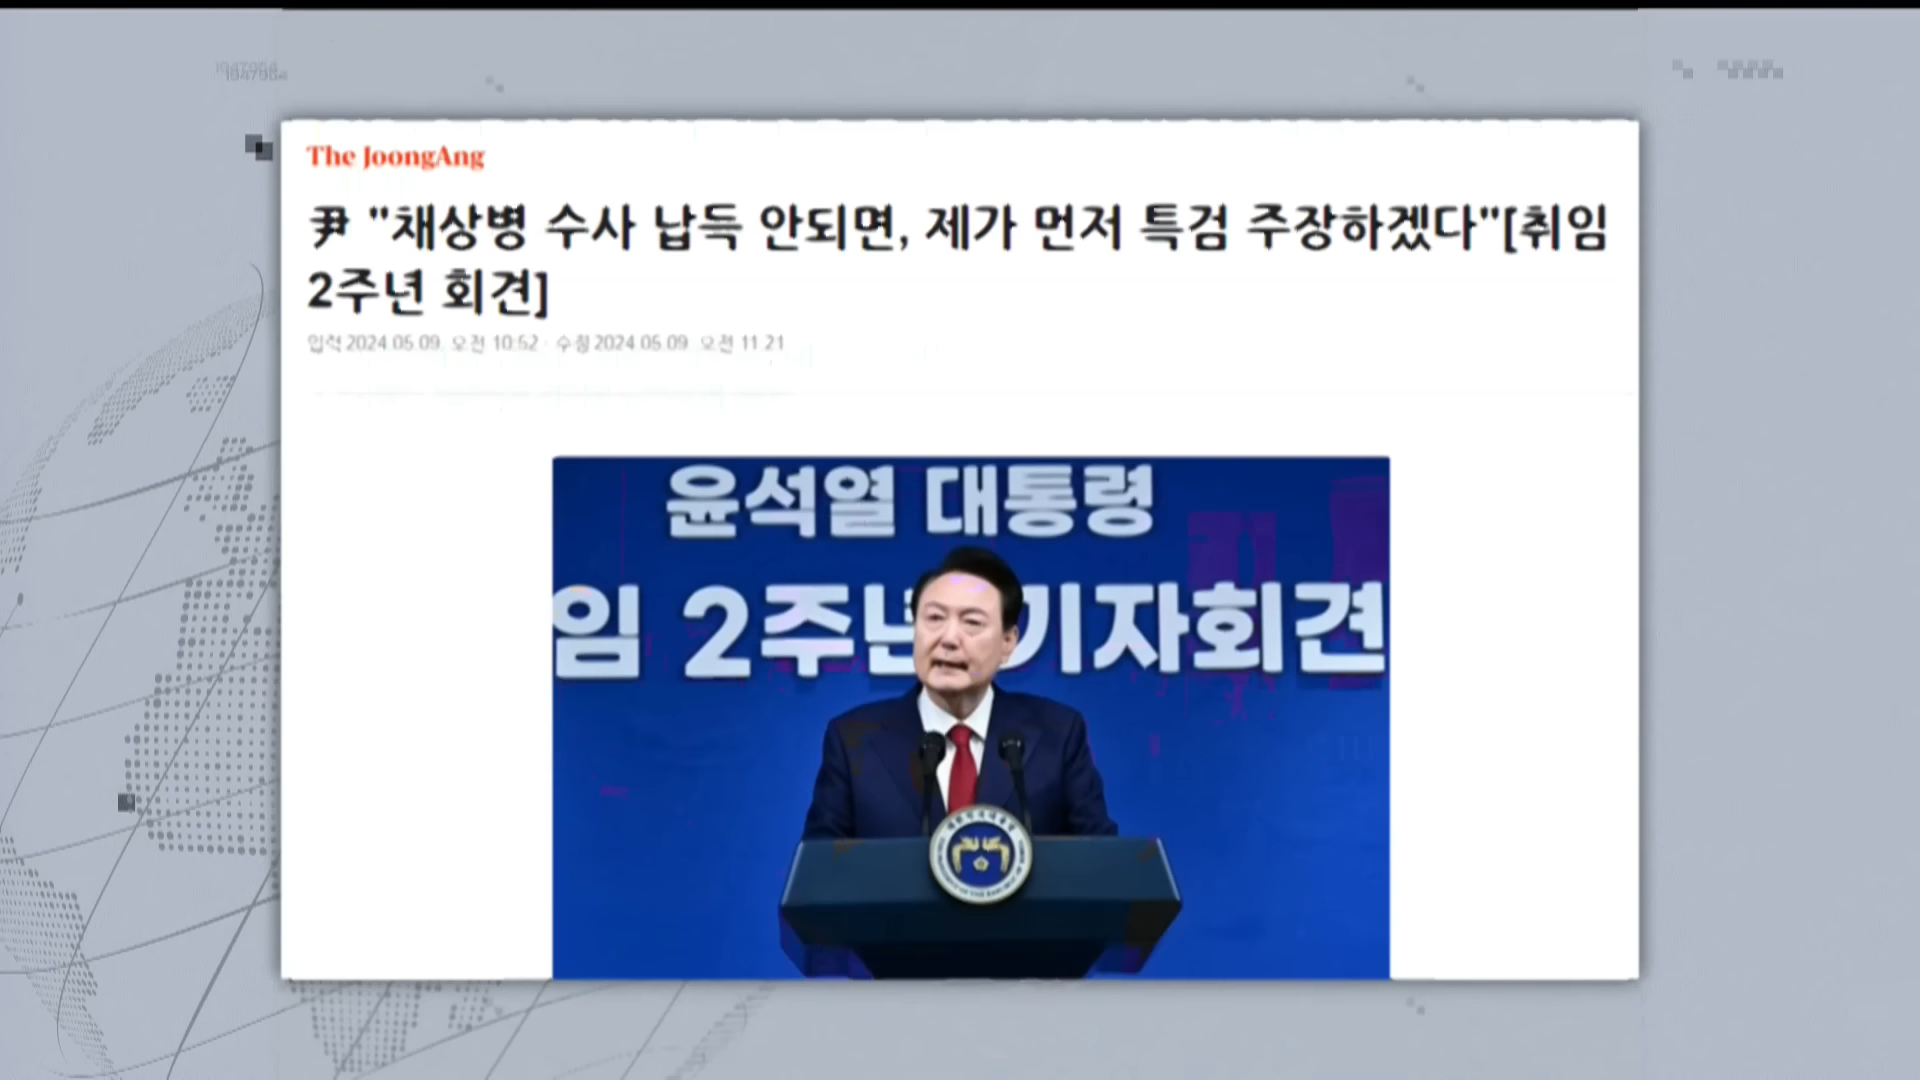 The JoongAng
尹 "채상병 수사 납득 안되면, 제가 먼저 특검 주장하겠다"[취임
2주년 회견]
입력 2024.05.09. 오전 10:52 · 수정 2024.05.09. 오전 11:21
윤석열 대통령
임 2주년 기자회견